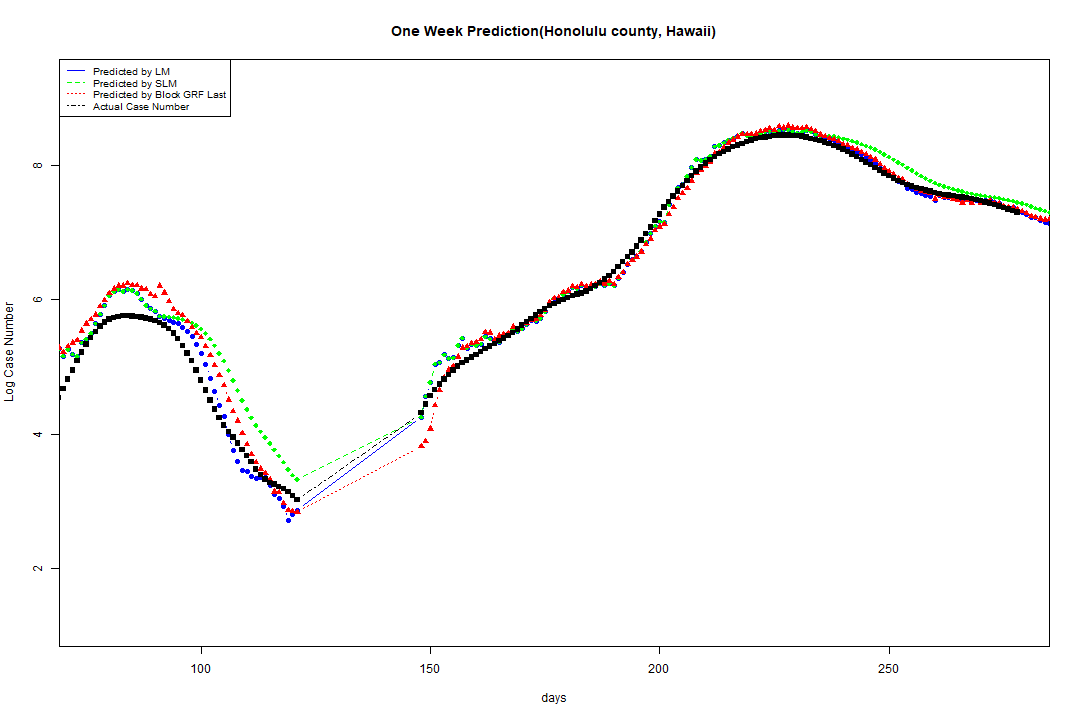 One Week Prediction(Honolulu county, Hawaii)
Predicted by LM
Predicted by SLM
Predicted by Block GRF Last
Actual Case Number
Log Case Number
8
6
4
2
100 150 200 250
days